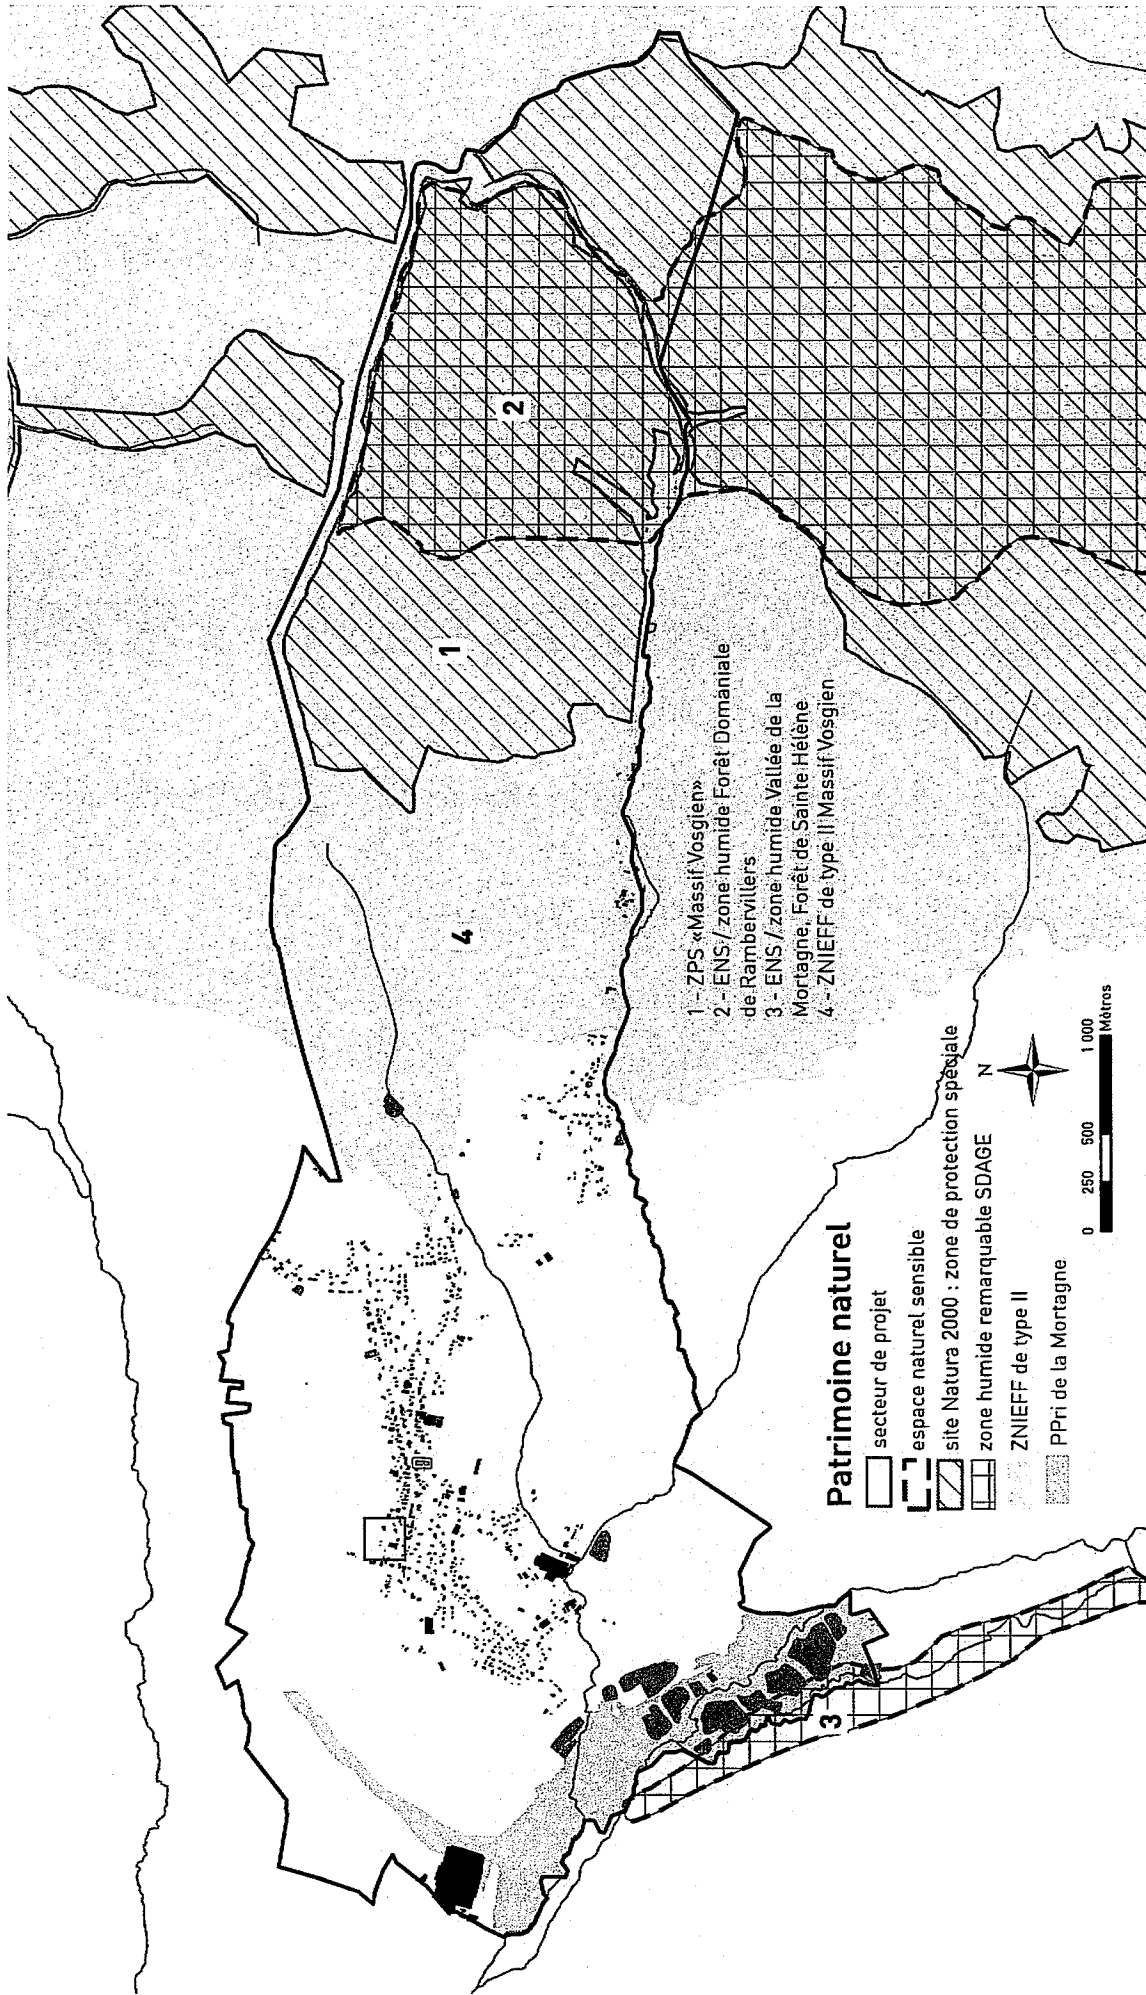 1
2
3
4
1 - ZPS «Massif Vosgien»
2 - ENS / zone humide Forêt Domaniale
de Rambervillers
3 - ENS / zone humide Vallée de la
Mortagne, Forêt de Sainte Hélène
4 - ZNIEFF de type II Massif Vosgien
Patrimoine naturel
secteur de projet
espace naturel sensible
site Natura 2000 : zone de protection spéciale
zone humide remarquable SDAGE
ZNIEFF de type II
PPri de la Mortagne
N
0 250 500 1 000
Mètros